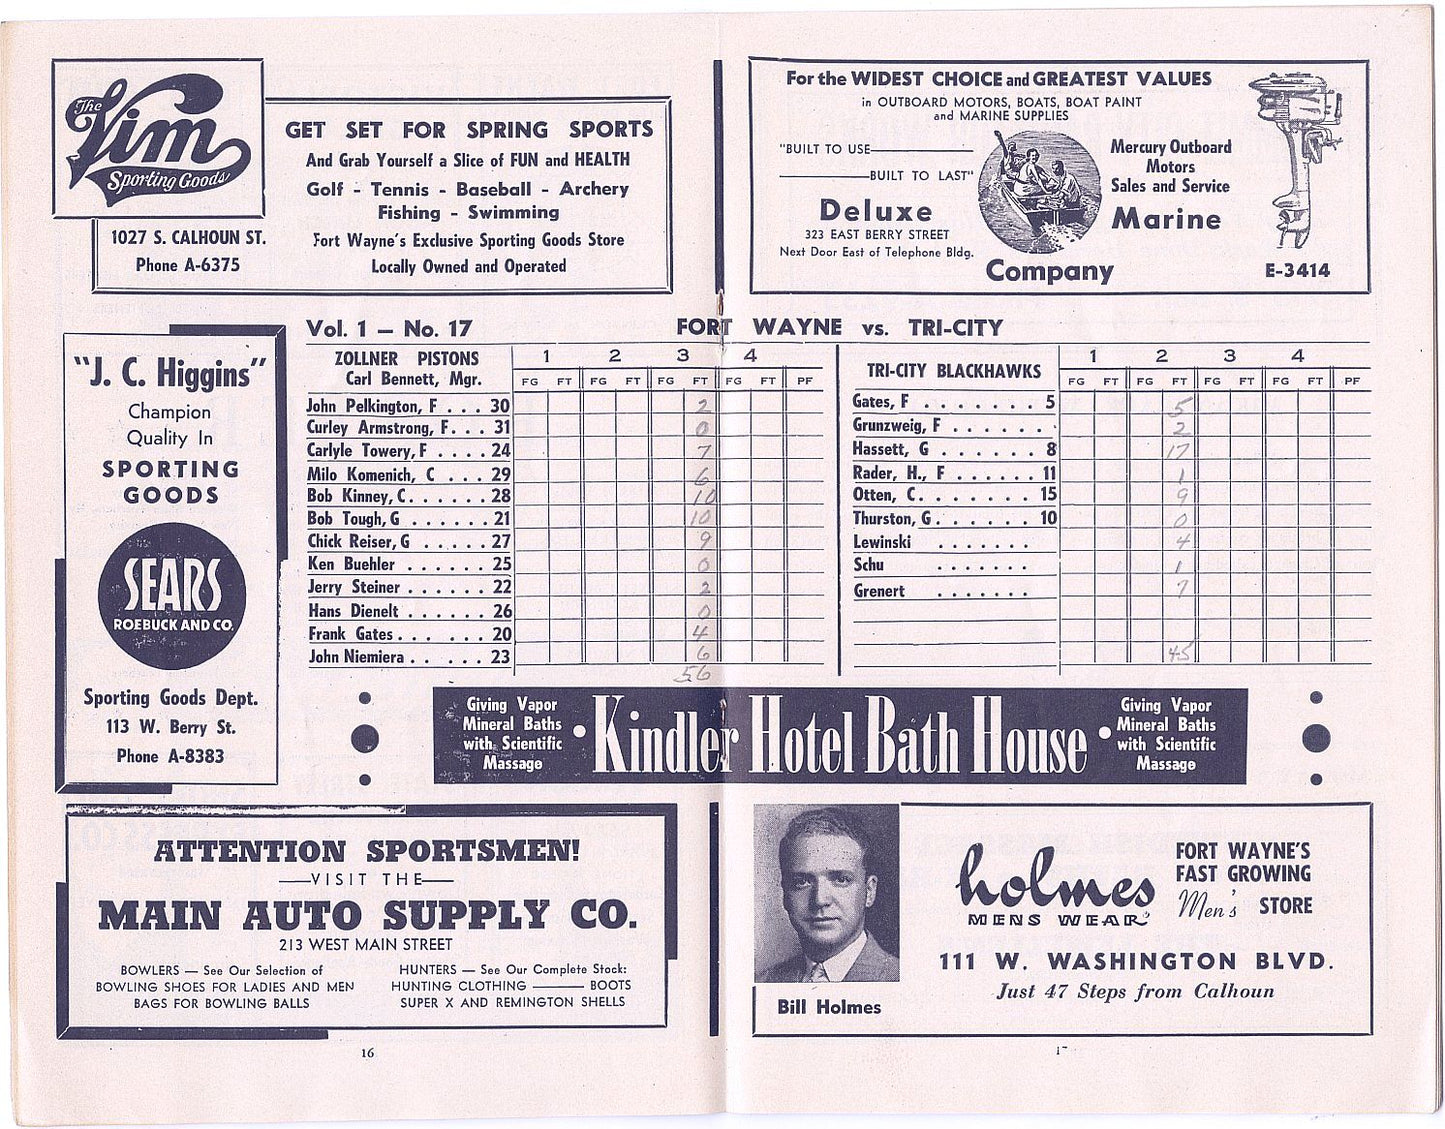 The
Vim
Sporting Goods
1027 S. CALHOUN ST.
Phone A-6375
GET SET FOR SPRING SPORTS
And Grab Yourself a Slice of FUN and HEALTH
Golf - Tennis - Baseball - Archery
Fishing - Swimming
Fort Wayne's Exclusive Sporting Goods Store
Locally Owned and Operated
For the WIDEST CHOICE and GREATEST VALUES
in OUTBOARD MOTORS, BOATS, BOAT PAINT
and MARINE SUPPLIES
"BUILT TO USE
BUILT TO LAST"
Deluxe
323 EAST BERRY STREET
Next Door East of Telephone Bldg.
Mercury Outboard
Motors
Sales and Service
Marine
Company
E-3414
"J. C. Higgins"
Champion
Quality In
SPORTING
GOODS
SEARS
ROEBUCK AND CO.
Sporting Goods Dept.
113 W. Berry St.
Phone A-8383
Vol. 1 — No. 17 FORT WAYNE vs. TRI-CITY
ZOLLNER PISTONS 1 2 3 4
Carl Bennett, Mgr. FG FT FG FT FG FT FG FT PF
John Pelkington, F . . . 30 2
Curley Armstrong, F. . . 31 0
Carlyle Towery, F . . . . 24 7
Milo Komenich, C . . . 29 6
Bob Kinney, C. . . . . . 28 10
Bob Tough, G . . . . . . 21 10
Chick Reiser, G . . . . . 27 9
Ken Buehler . . . . . . 25 0
Jerry Steiner . . . . . . 22 2
Hans Dienelt . . . . . . 26 0
Frank Gates . . . . . . 20 4
John Niemiera . . . . . 23 6
56
TRI-CITY BLACKHAWKS 1 2 3 4
FG FT FG FT FG FT FG FT PF
Gates, F . . . . . . . 5 5
Grunzweig, F . . . . . . . 2
Hassett, G . . . . . . 8 17
Rader, H., F . . . . . 11 1
Otten, C. . . . . . . 15 9
Thurston, G. . . . . . 10 0
Lewinski . . . . . . . 4
Schu . . . . . . . 1
Grenert . . . . . . . 7
45
Giving Vapor
Mineral Baths
with Scientific
Massage
• Kindler Hotel Bath House •
Giving Vapor
Mineral Baths
with Scientific
Massage
ATTENTION SPORTSMEN!
VISIT THE
MAIN AUTO SUPPLY CO.
213 WEST MAIN STREET
BOWLERS — See Our Selection of
BOWLING SHOES FOR LADIES AND MEN
BAGS FOR BOWLING BALLS
HUNTERS — See Our Complete Stock:
HUNTING CLOTHING ——— BOOTS
SUPER X AND REMINGTON SHELLS
Bill Holmes
holmes
MENS WEAR
FORT WAYNE'S
FAST GROWING
Men's STORE
111 W. WASHINGTON BLVD.
Just 47 Steps from Calhoun
16
17